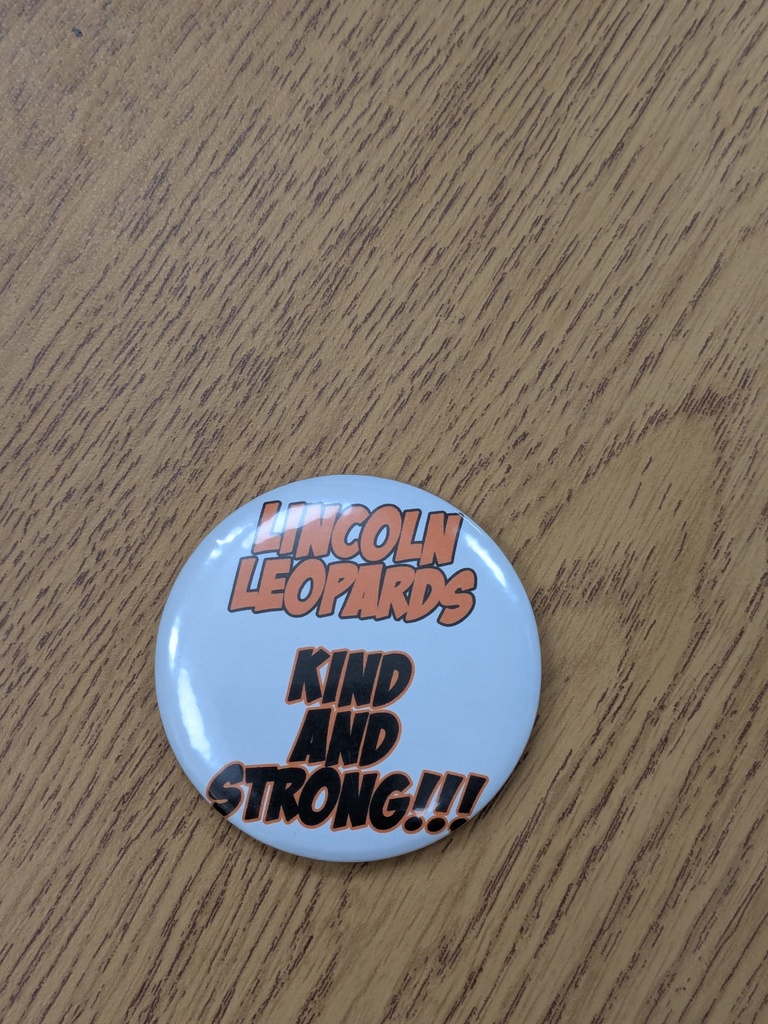 LINCOLN
LEOPARDS
KIND
AND
STRONG!!!